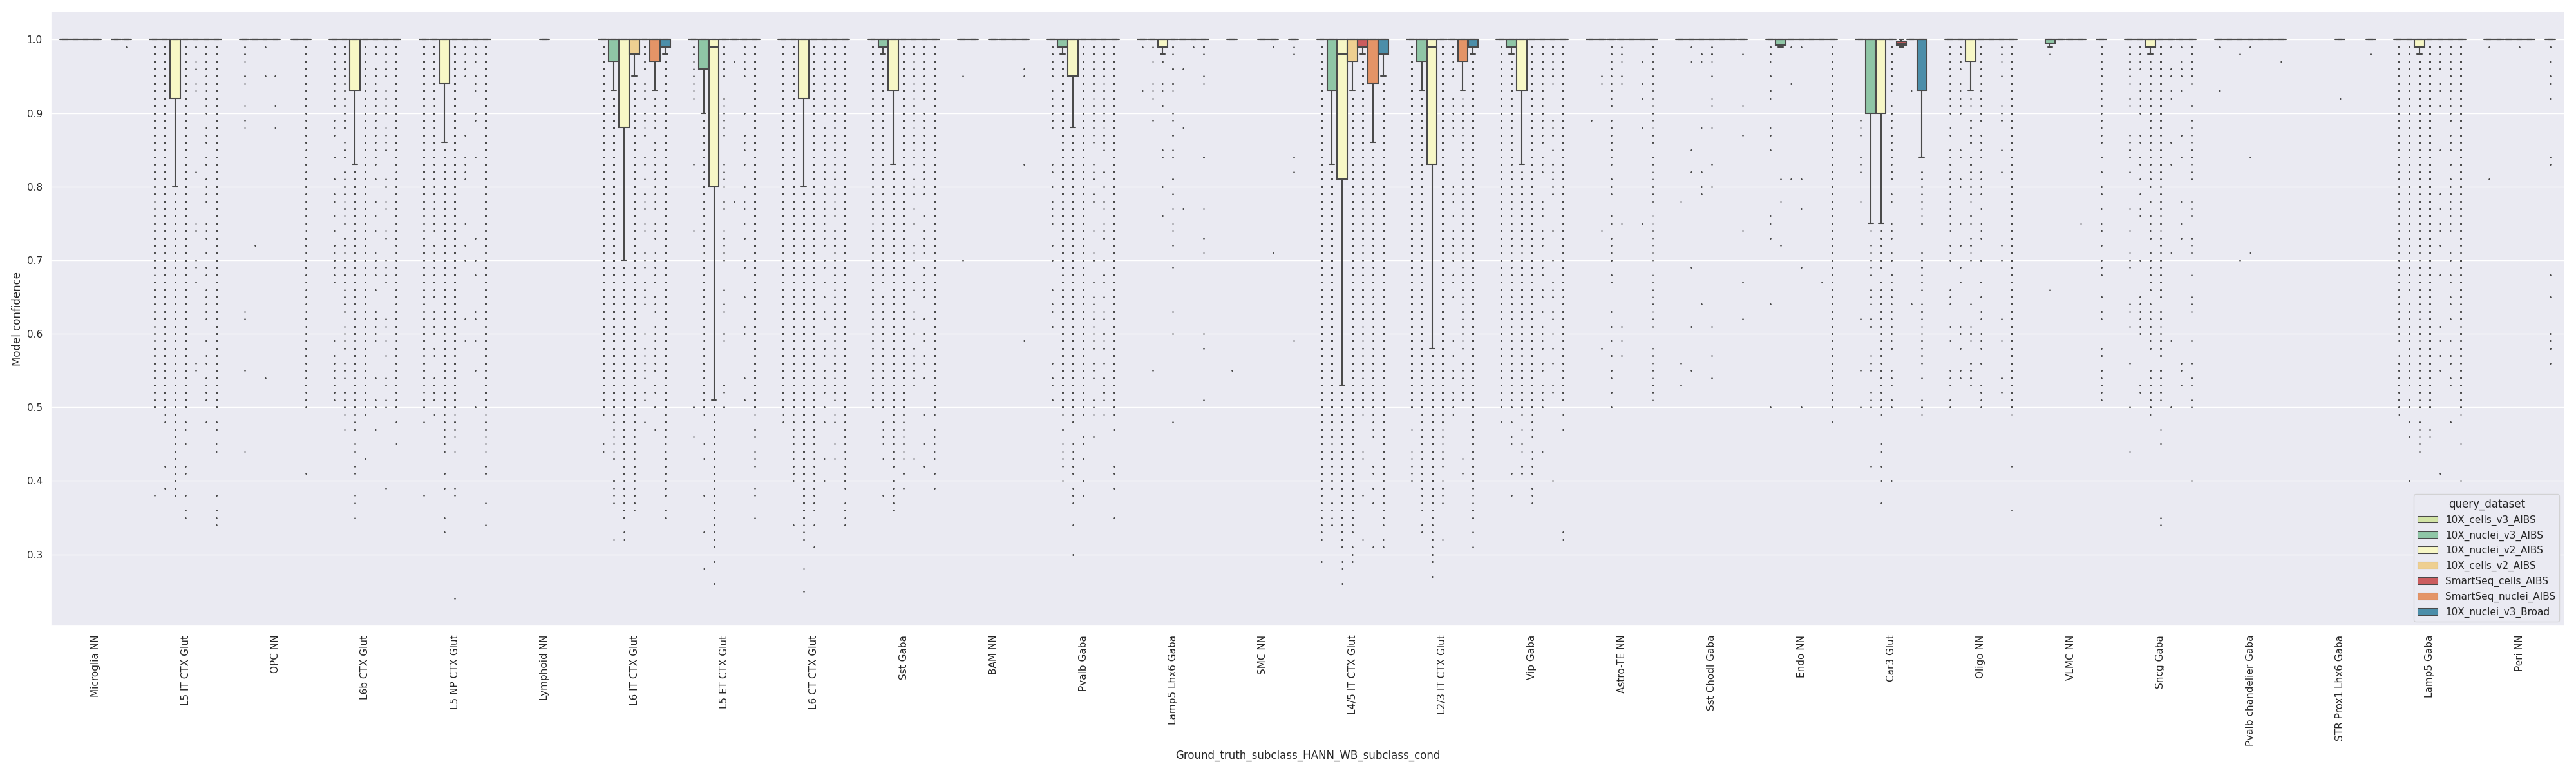 1.0
0.9
0.8
0.7
0.6
0.5
0.4
0.3
Model confidence
query_dataset
10X_cells_v3_AIBS
10X_nuclei_v3_AIBS
10X_nuclei_v2_AIBS
10X_cells_v2_AIBS
SmartSeq_cells_AIBS
SmartSeq_nuclei_AIBS
10X_nuclei_v3_Broad
Microglia NN
L5 IT CTX Glut
OPC NN
L6b CTX Glut
L5 NP CTX Glut
Lymphoid NN
L6 IT CTX Glut
L5 ET CTX Glut
L6 CT CTX Glut
Sst Gaba
BAM NN
Pvalb Gaba
Lamp5 Lhx6 Gaba
SMC NN
L4/5 IT CTX Glut
L2/3 IT CTX Glut
Vip Gaba
Astro-TE NN
Sst Chodl Gaba
Endo NN
Car3 Glut
Oligo NN
VLMC NN
Sncg Gaba
Pvalb chandelier Gaba
STR Prox1 Lhx6 Gaba
Lamp5 Gaba
Peri NN
Ground_truth_subclass_HANN_WB_subclass_cond